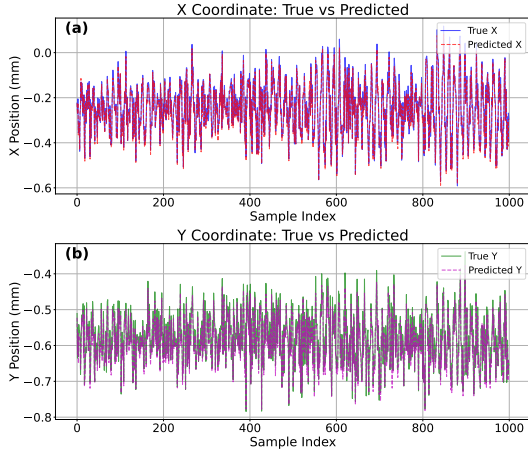 X Coordinate: True vs Predicted
(a)
True X
Predicted X
X Position (mm)
0.0
−0.2
−0.4
−0.6
0 200 400 600 800 1000
Sample Index
Y Coordinate: True vs Predicted
(b)
True Y
Predicted Y
Y Position (mm)
−0.4
−0.5
−0.6
−0.7
−0.8
0 200 400 600 800 1000
Sample Index